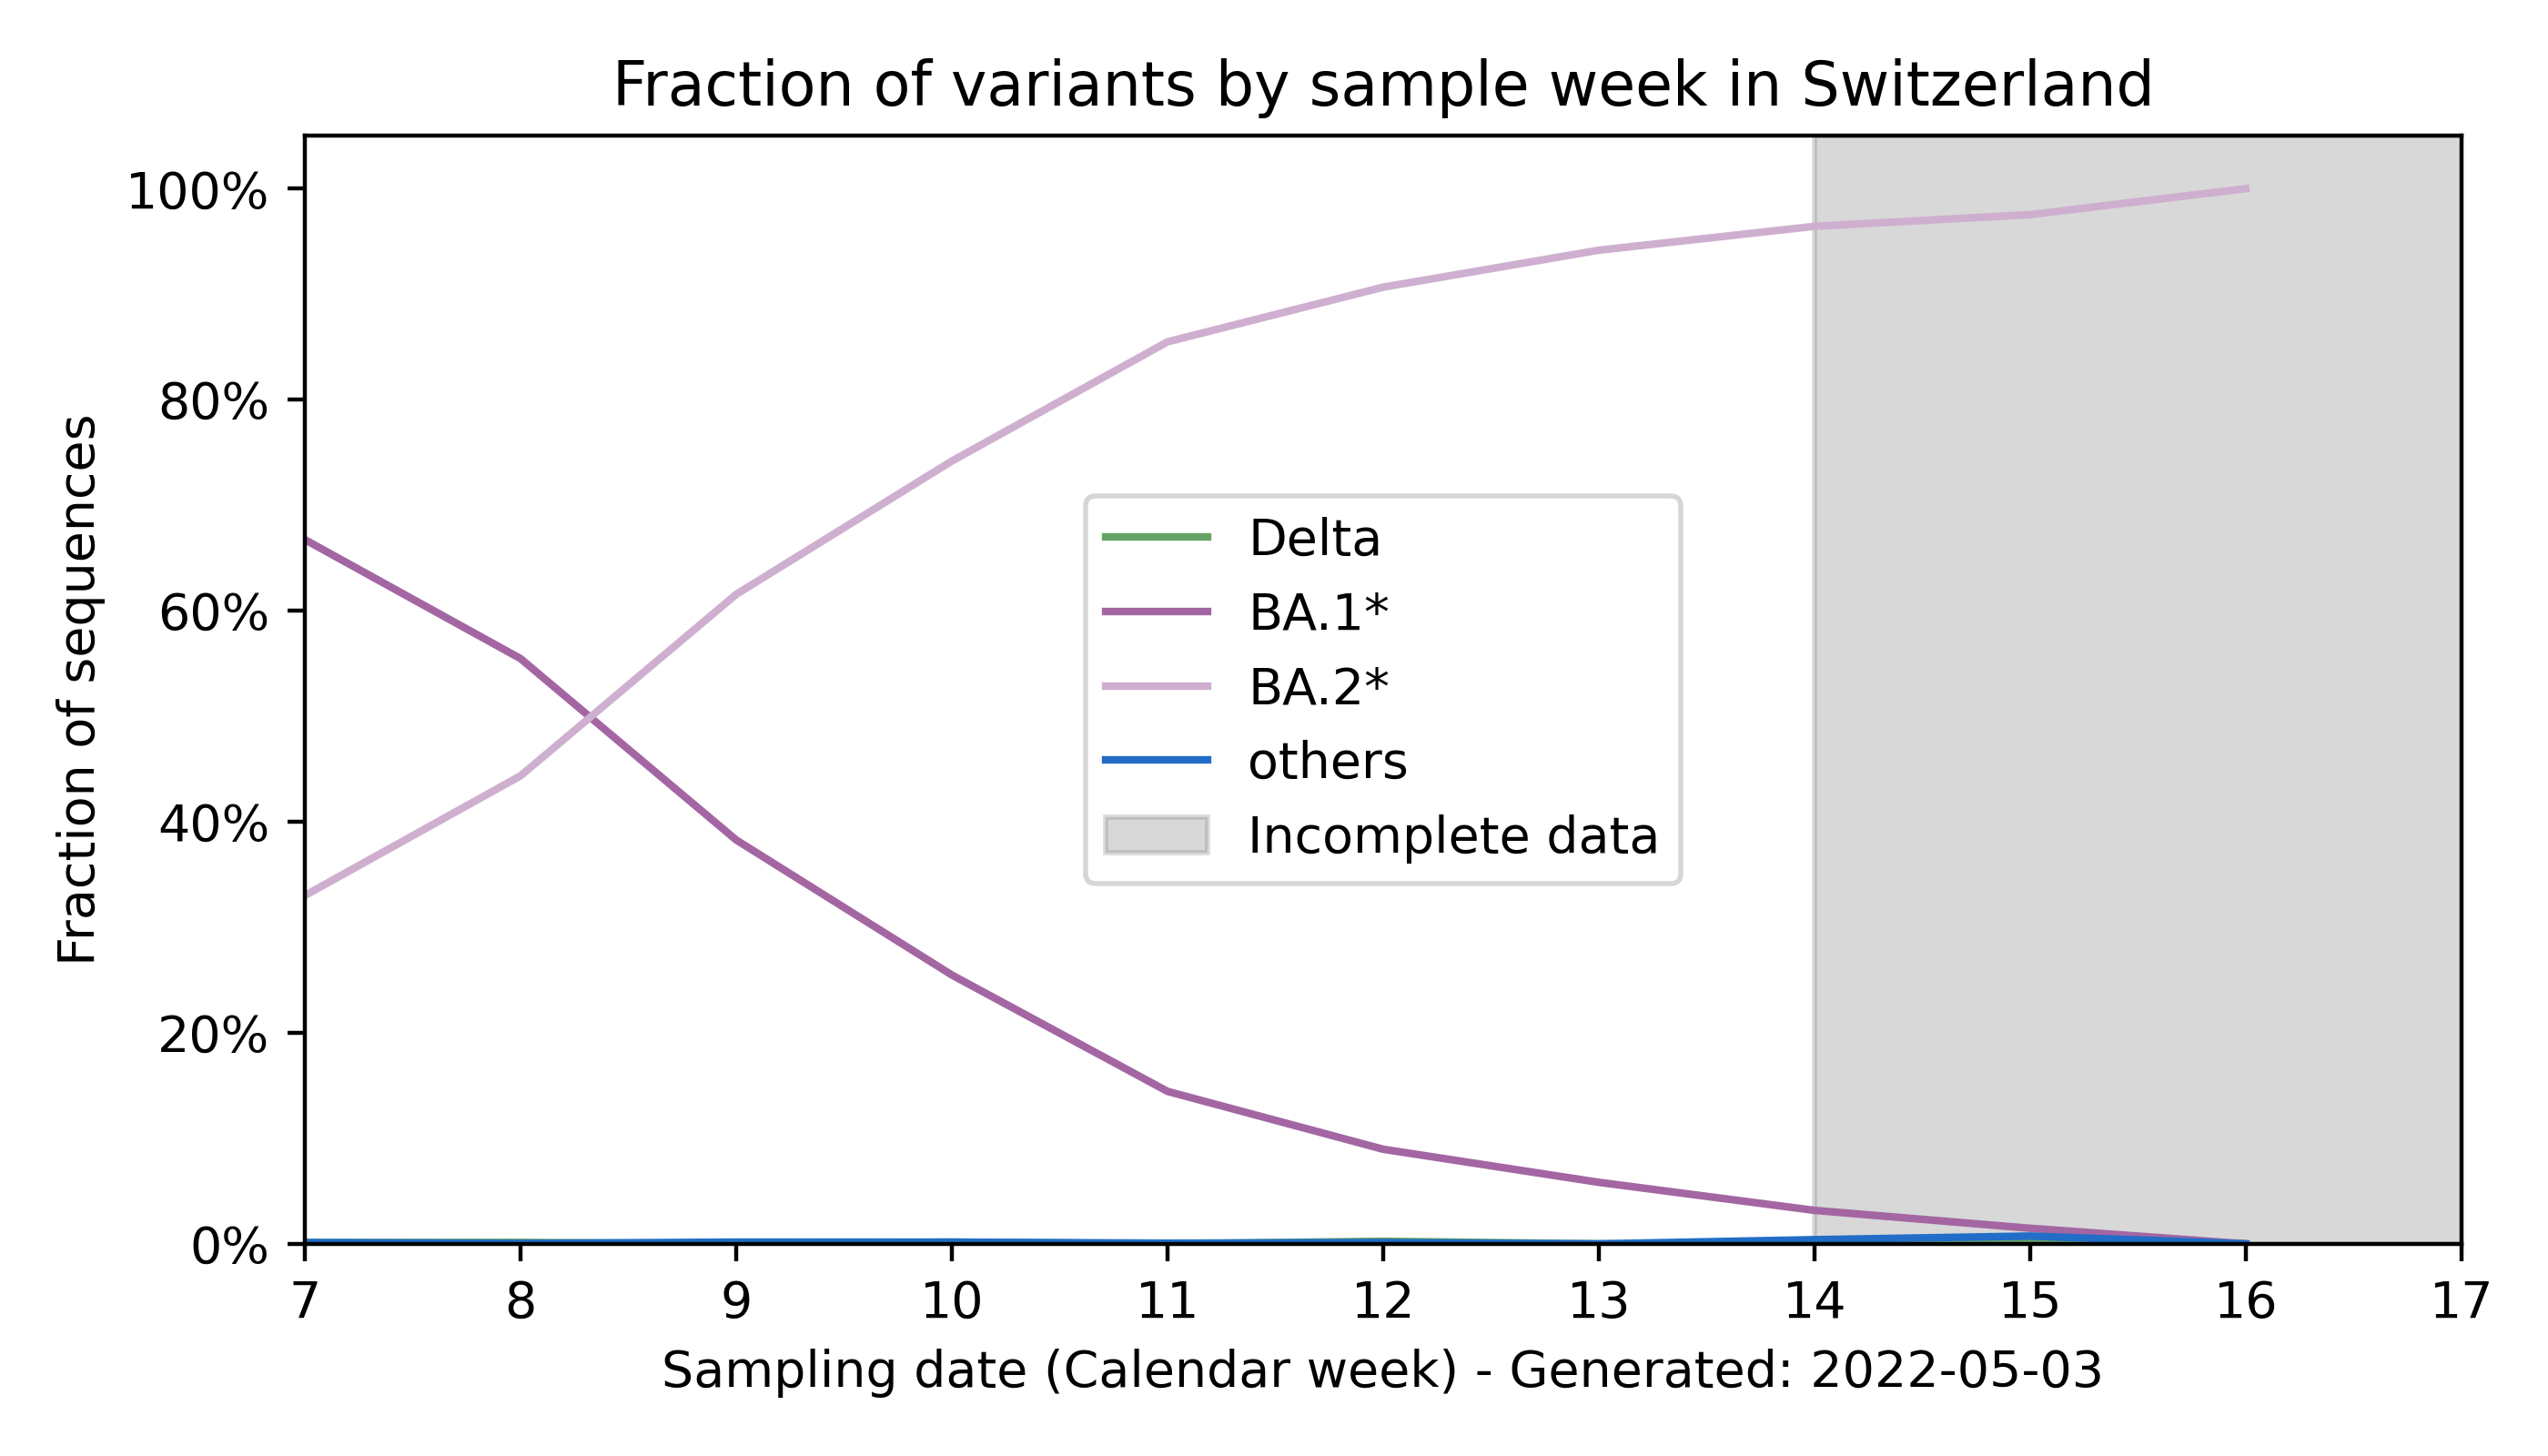 Fraction of variants by sample week in Switzerland
Fraction of sequences
100%
80%
60%
40%
20%
0%
Delta
BA.1*
BA.2*
others
Incomplete data
7 8 9 10 11 12 13 14 15 16 17
Sampling date (Calendar week) - Generated: 2022-05-03